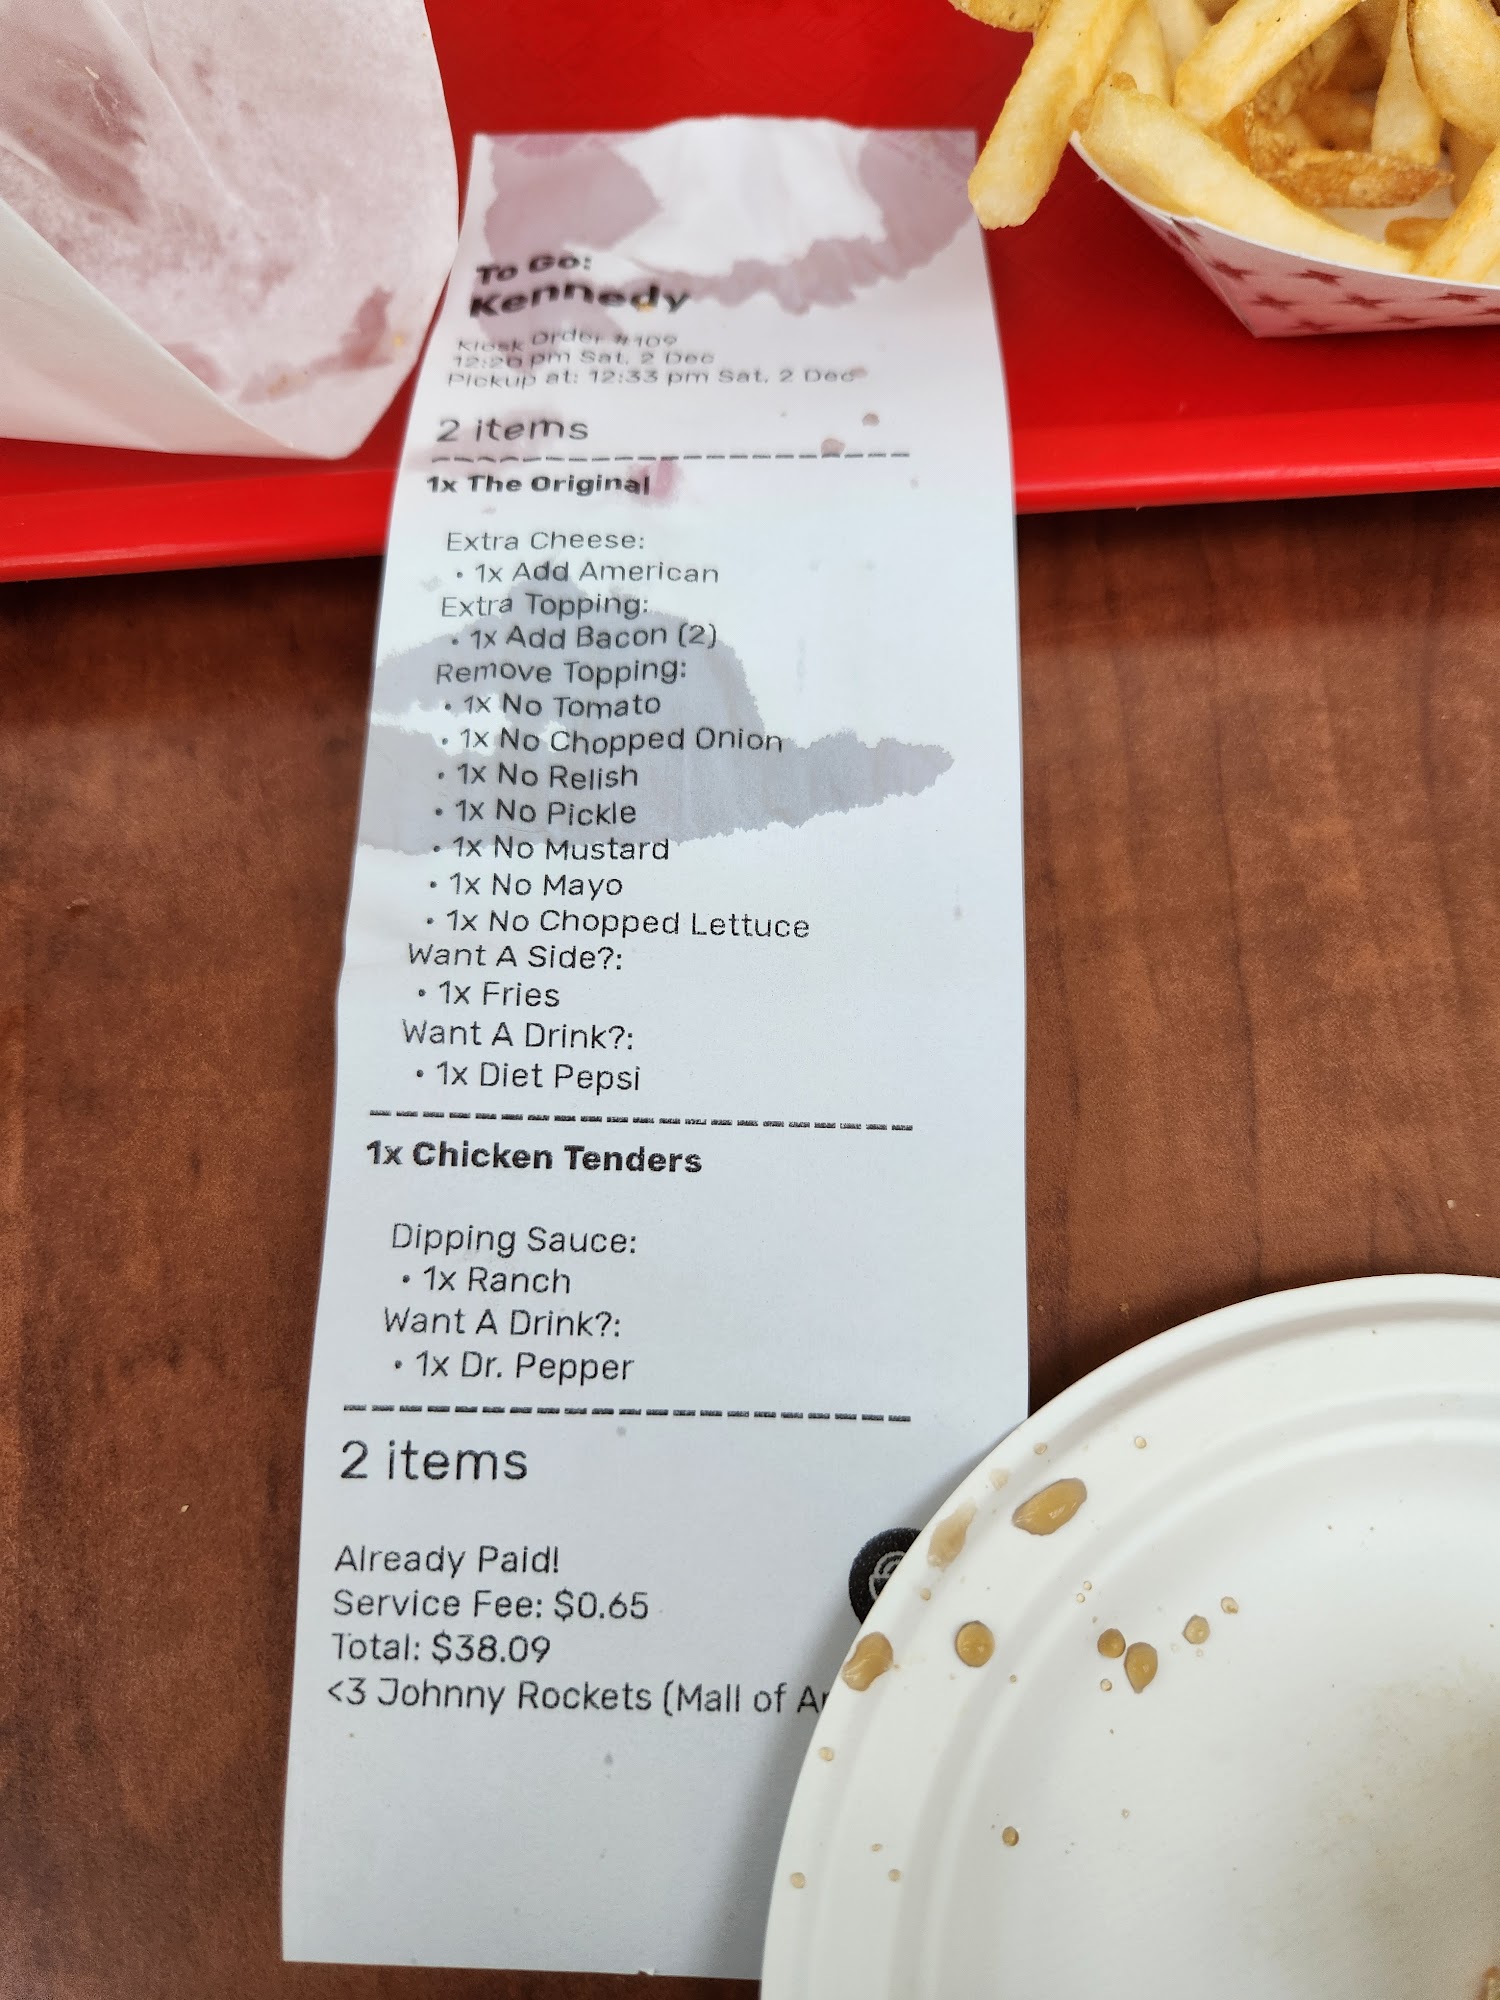 To Go:
Kennedy
Kiosk Order #109
12:20 pm Sat, 2 Dec
Pickup at: 12:33 pm Sat, 2 Dec
2 items
1x The Original
Extra Cheese:
• 1x Add American
Extra Topping:
• 1x Add Bacon (2)
Remove Topping:
• 1x No Tomato
• 1x No Chopped Onion
• 1x No Relish
• 1x No Pickle
• 1x No Mustard
• 1x No Mayo
• 1x No Chopped Lettuce
Want A Side?:
• 1x Fries
Want A Drink?:
• 1x Diet Pepsi
1x Chicken Tenders
Dipping Sauce:
• 1x Ranch
Want A Drink?:
• 1x Dr. Pepper
2 items
Already Paid!
Service Fee: $0.65
Total: $38.09
<3 Johnny Rockets (Mall of